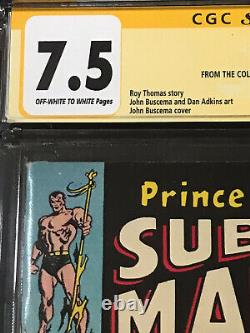 CGC S
7.5
OFF-WHITE TO WHITE Pages
FROM THE COL
Roy Thomas story
John Buscema and Dan Adkins art
John Buscema cover
Prince
SUB
MA